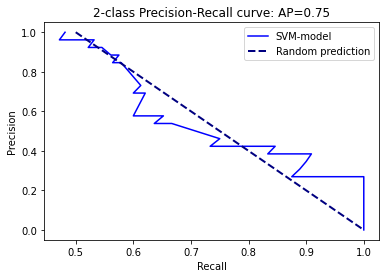 2-class Precision-Recall curve: AP=0.75
SVM-model
Random prediction
Precision
1.0
0.8
0.6
0.4
0.2
0.0
0.5 0.6 0.7 0.8 0.9 1.0
Recall